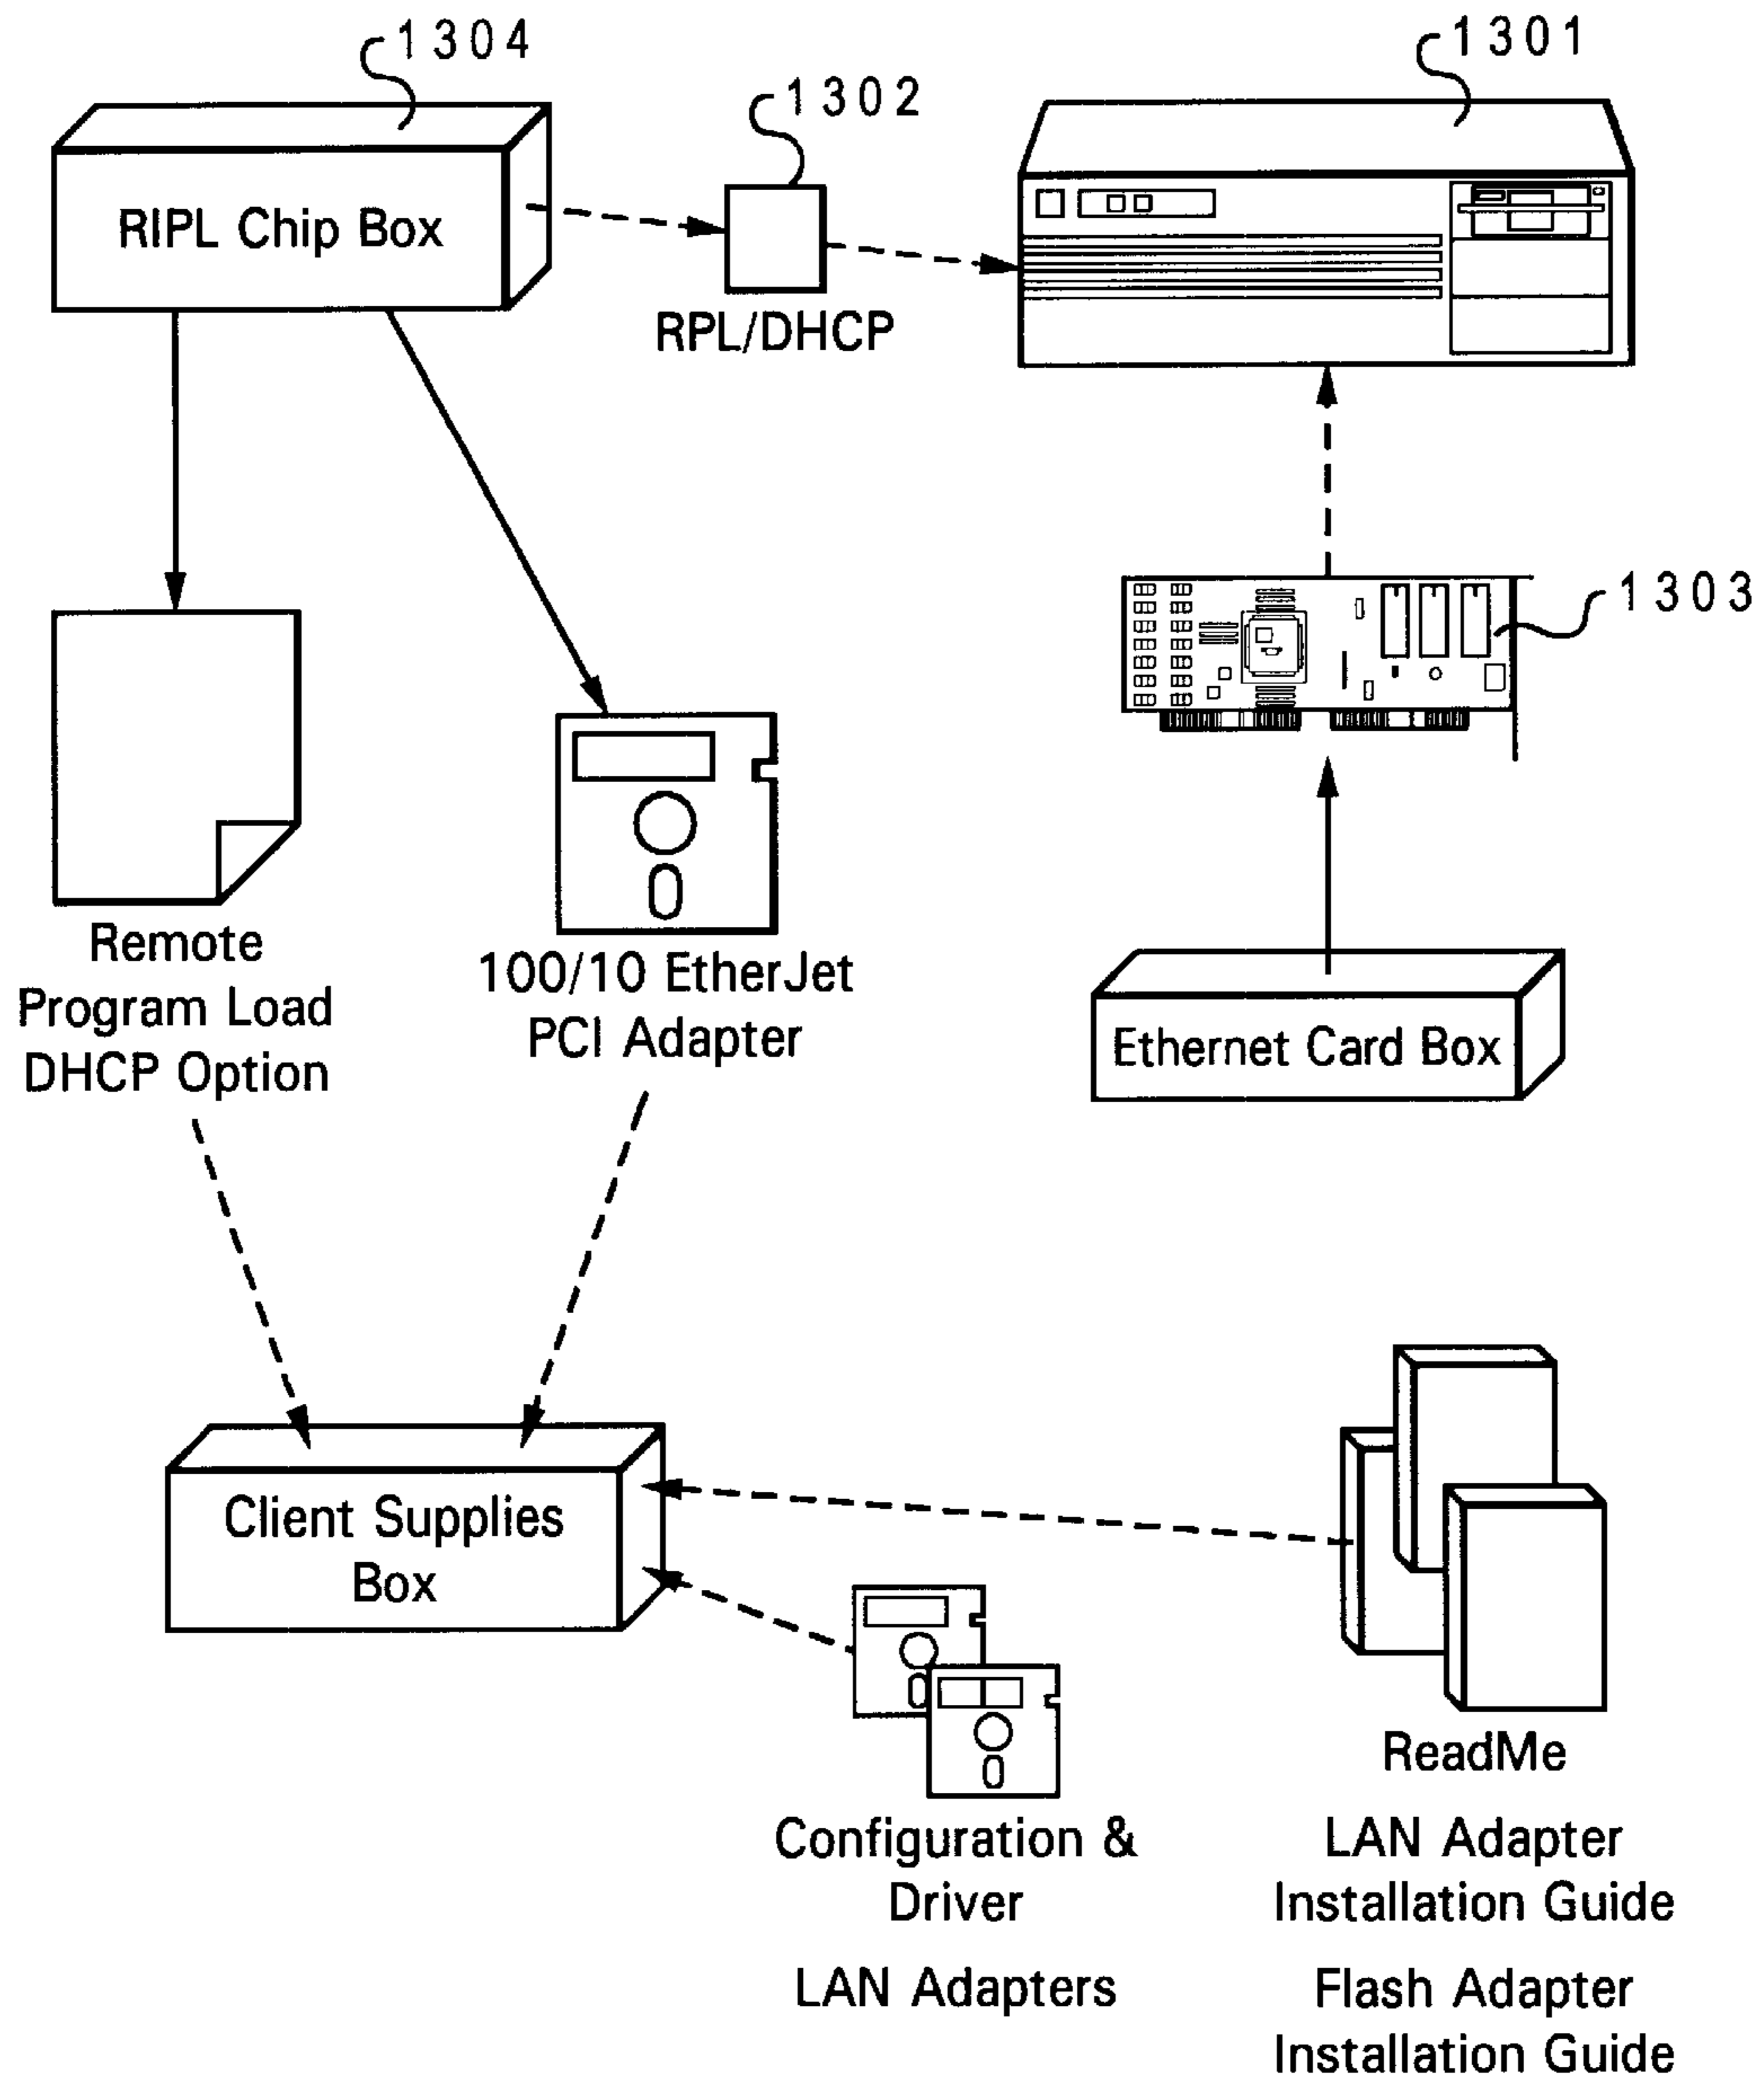 1304
1301
1302
RIPL Chip Box
RPL/DHCP
1303
Remote
Program Load
DHCP Option
100/10 EtherJet
PCI Adapter
Ethernet Card Box
Client Supplies
Box
Configuration &
Driver
LAN Adapters
ReadMe
LAN Adapter
Installation Guide
Flash Adapter
Installation Guide